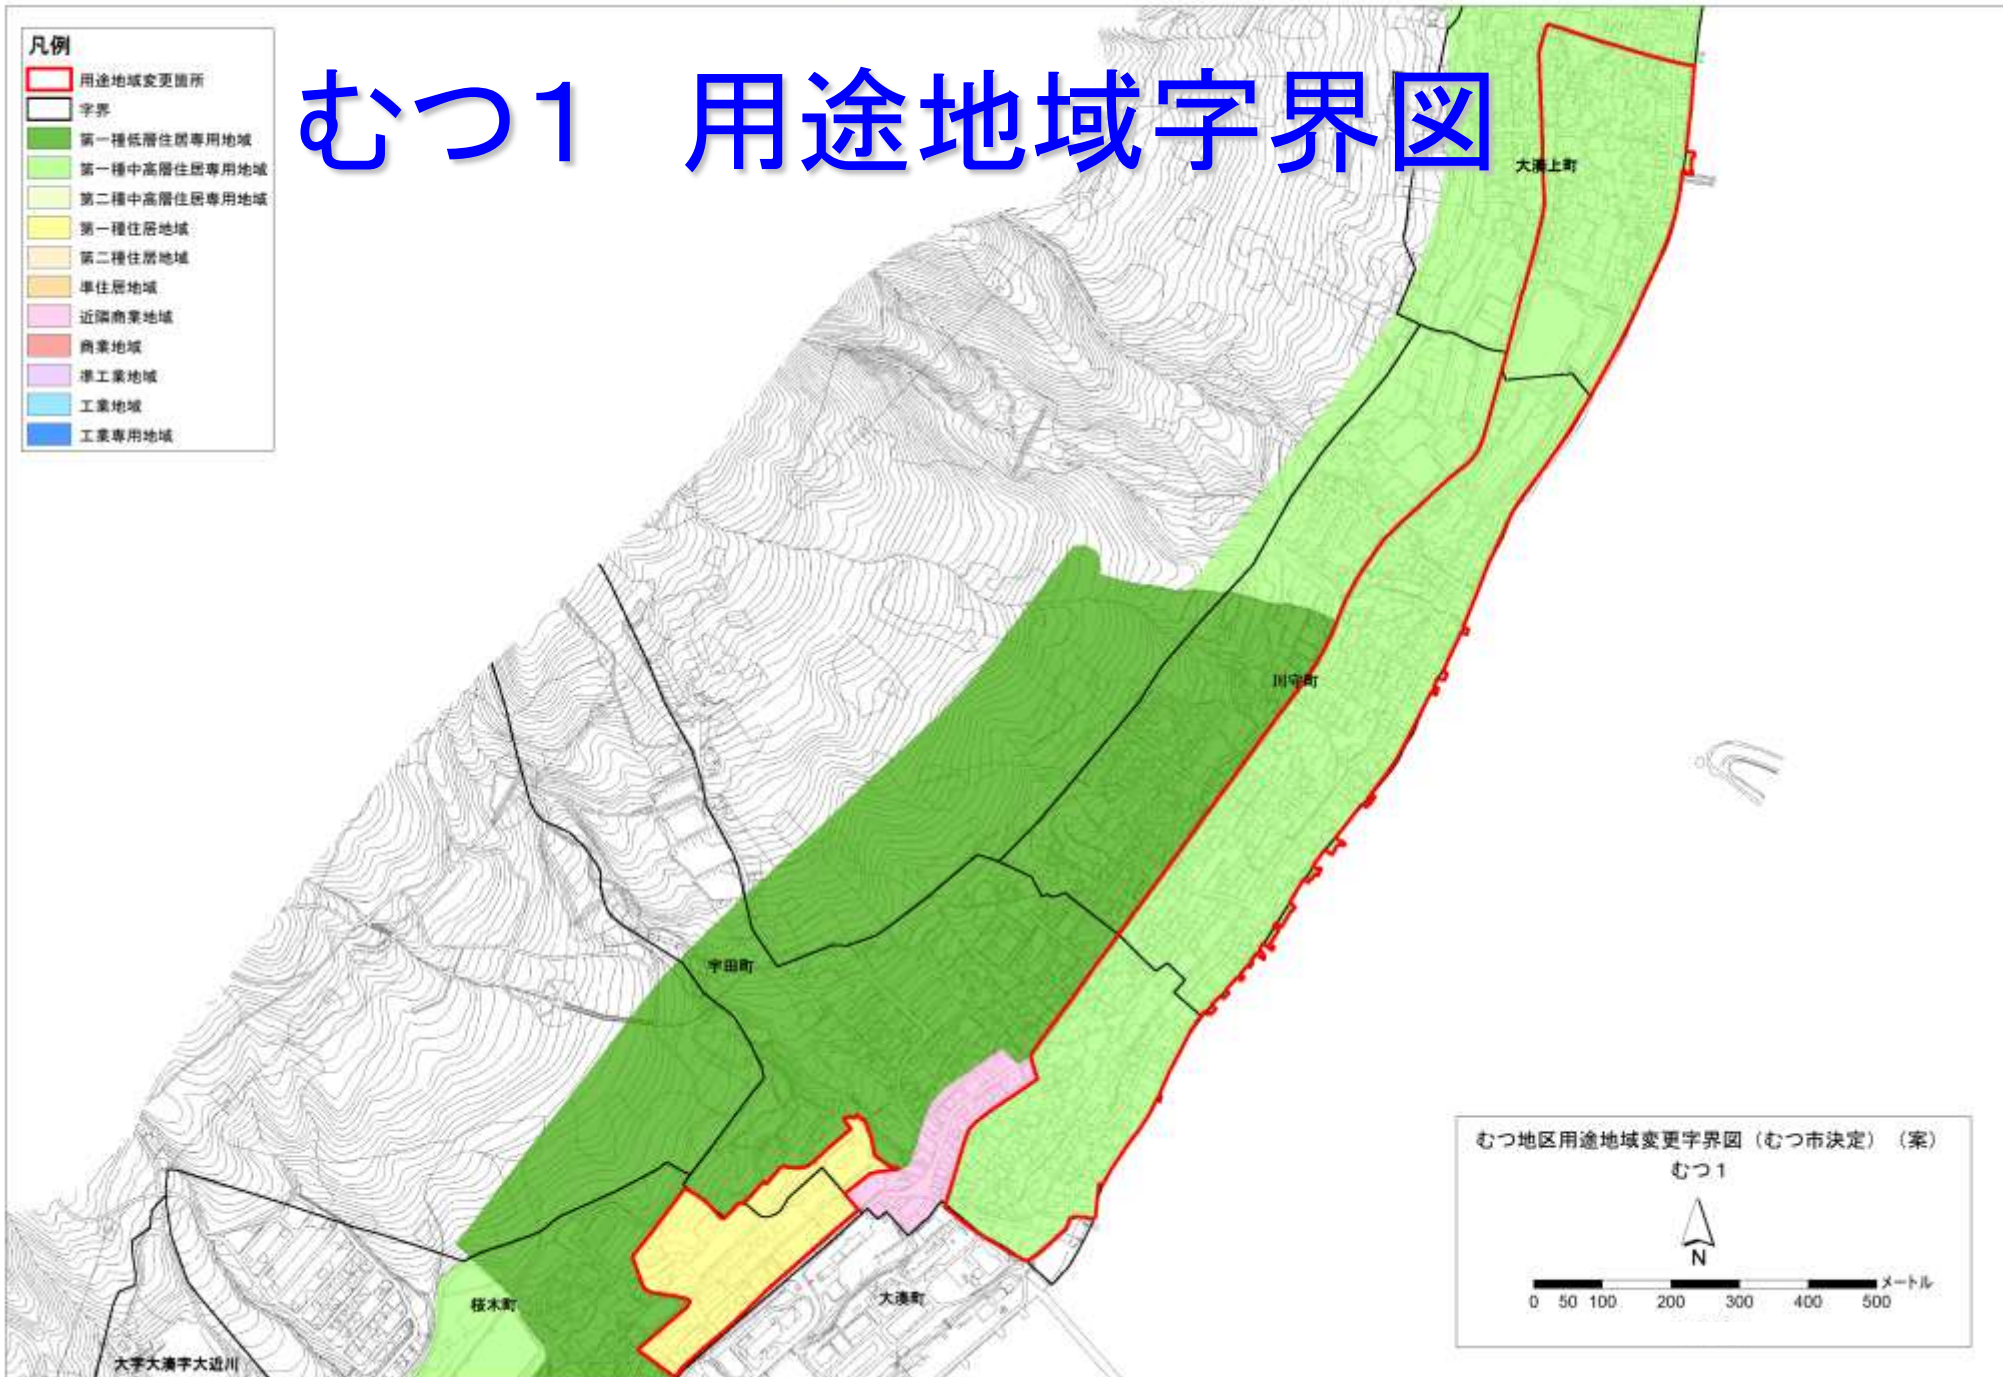 むつ１　用途地域字界図
凡例
用途地域変更箇所
字界
第一種低層住居専用地域
第一種中高層住居専用地域
第二種中高層住居専用地域
第一種住居地域
第二種住居地域
準住居地域
近隣商業地域
商業地域
準工業地域
工業地域
工業専用地域
大湊上町
川守町
宇田町
桜木町
大湊町
大字大湊字大近川
むつ地区用途地域変更字界図（むつ市決定）（案）
むつ１
N
メートル
0 50 100 200 300 400 500